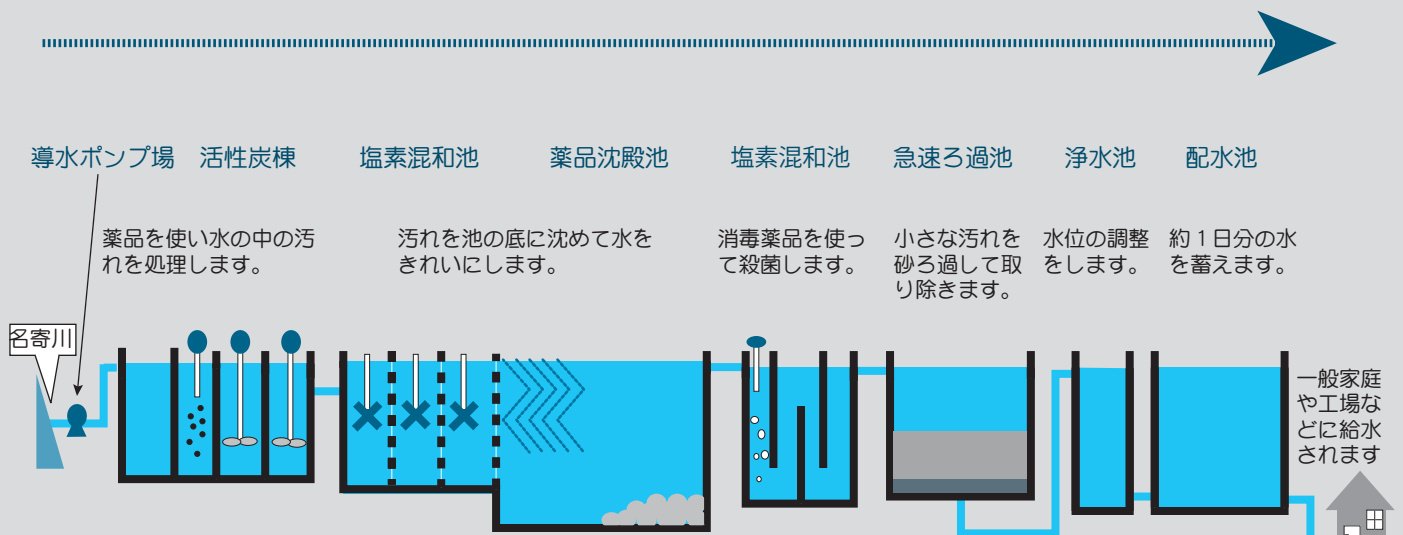 導水ポンプ場
活性炭棟
塩素混和池
薬品沈殿池
塩素混和池
急速ろ過池
浄水池
配水池
薬品を使い水の中の汚
れを処理します。
汚れを池の底に沈めて水を
きれいにします。
消毒薬品を使っ
て殺菌します。
小さな汚れを
砂ろ過して取
り除きます。
水位の調整
をします。
約1日分の水
を蓄えます。
名寄川
一般家庭
や工場な
どに給水
されます